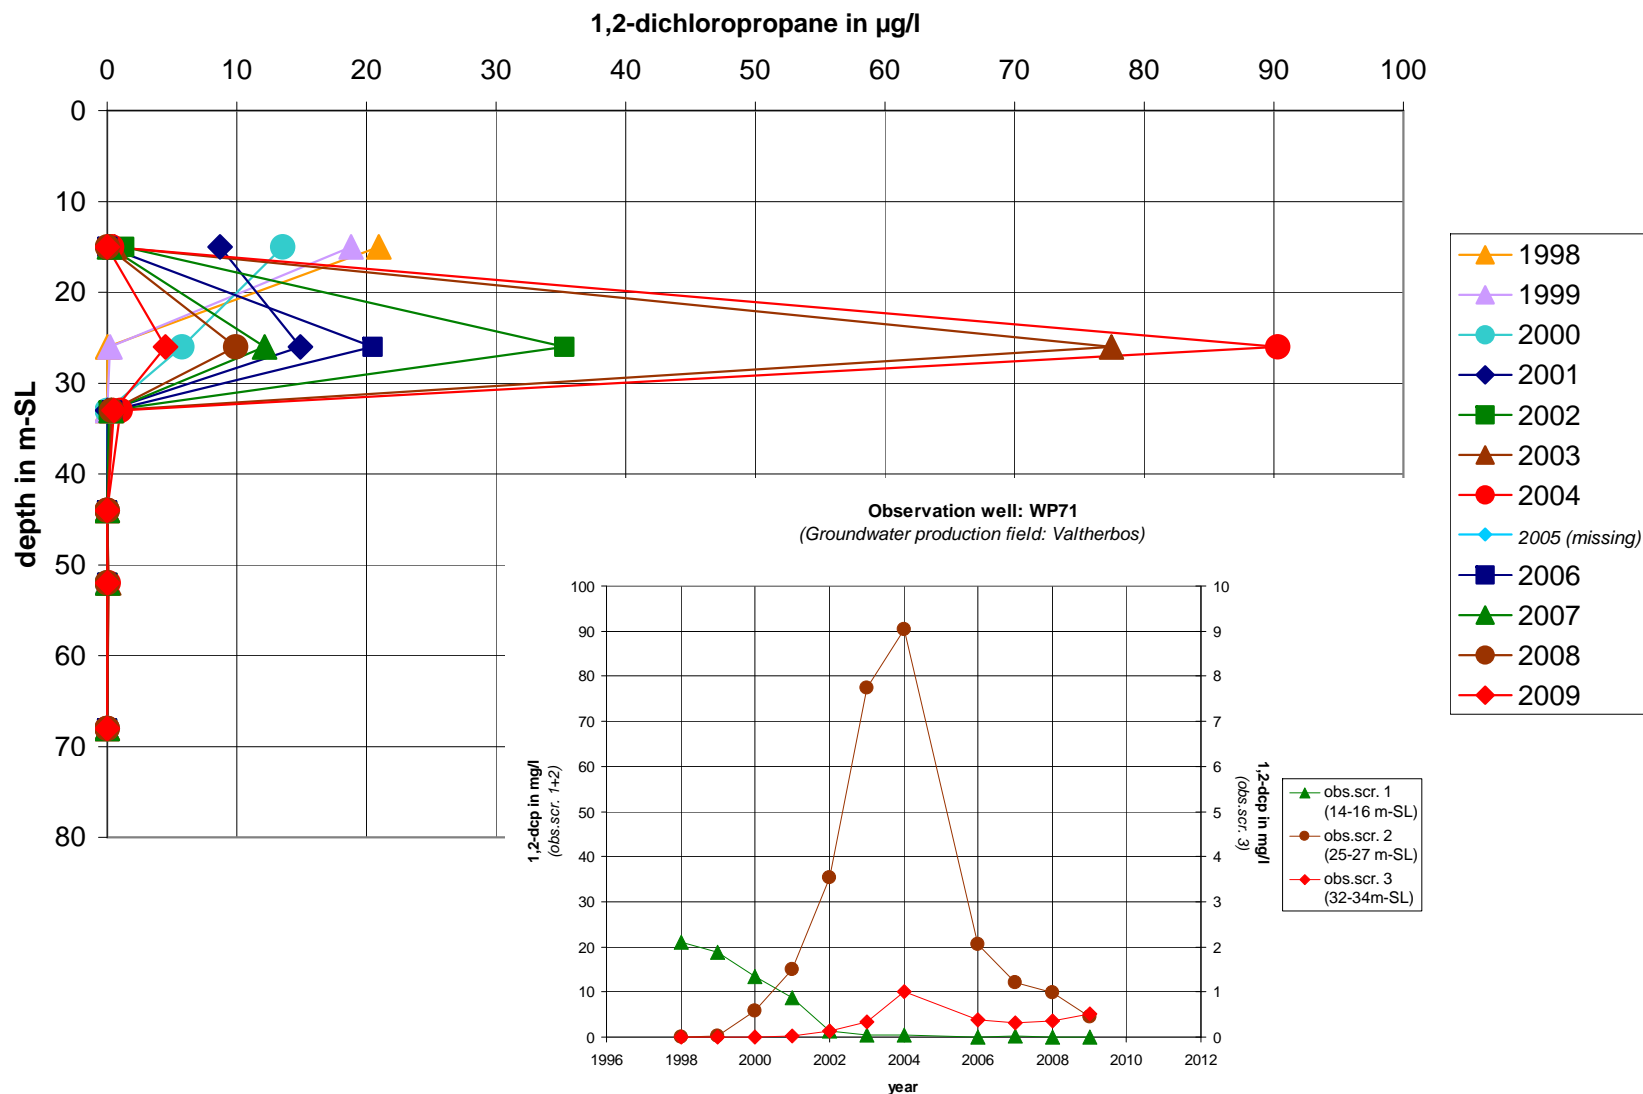 1,2-dichloropropane in µg/l
0 10 20 30 40 50 60 70 80 90 100
depth in m-SL
0
10
20
30
40
50
60
70
80
1998
1999
2000
2001
2002
2003
2004
2005 (missing)
2006
2007
2008
2009
Observation well: WP71
(Groundwater production field: Valtherbos)
1,2-dcp in mg/l
(obs.scr. 1+2)
100
90
80
70
60
50
40
30
20
10
0
10
9
8
7
6
5
4
3
2
1
0
1,2-dcp in mg/l
(obs.scr. 3)
1996 1998 2000 2002 2004 2006 2008 2010 2012
year
obs.scr. 1
(14-16 m-SL)
obs.scr. 2
(25-27 m-SL)
obs.scr. 3
(32-34m-SL)